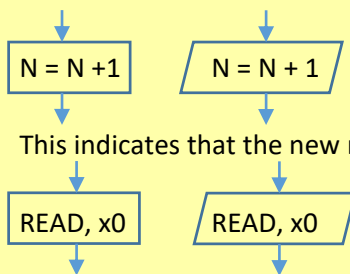 N = N +1 N = N + 1
This indicates that the new
READ, x0 READ, x0